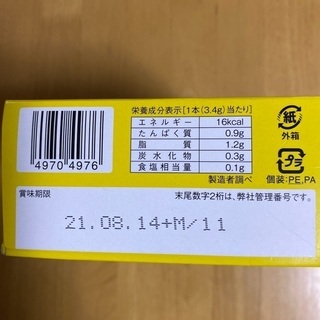 栄養成分表示[1本(3.4g)当たり]
エネルギー 16kcal
たんぱく質 0.9g
脂質 1.2g
炭水化物 0.3g
食塩相当量 0.1g
製造者調べ
4970 4976
紙
外箱
プラ
個装:PE,PA
賞味期限
末尾数字2桁は、弊社管理番号です。
21.08.14+M/11